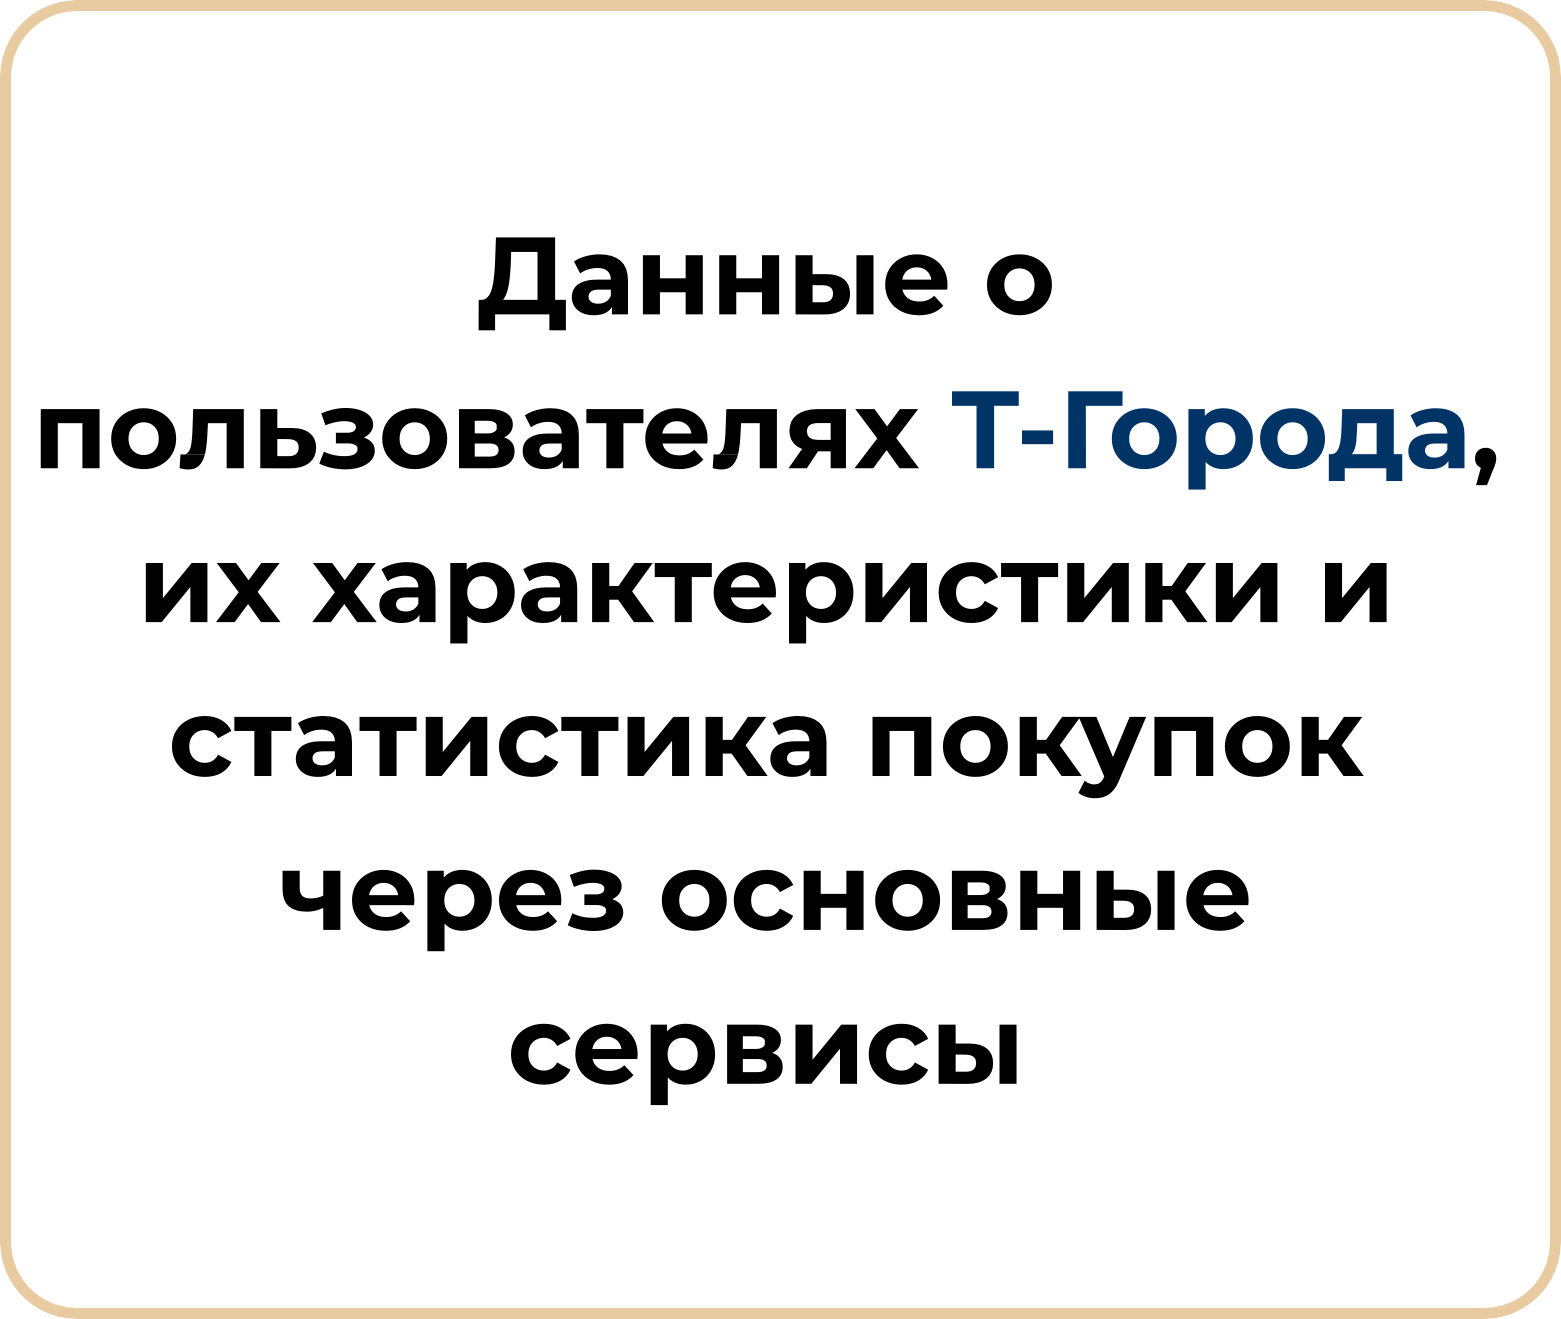 Данные о
пользователях Т-Города,
их характеристики и
статистика покупок
через основные
сервисы